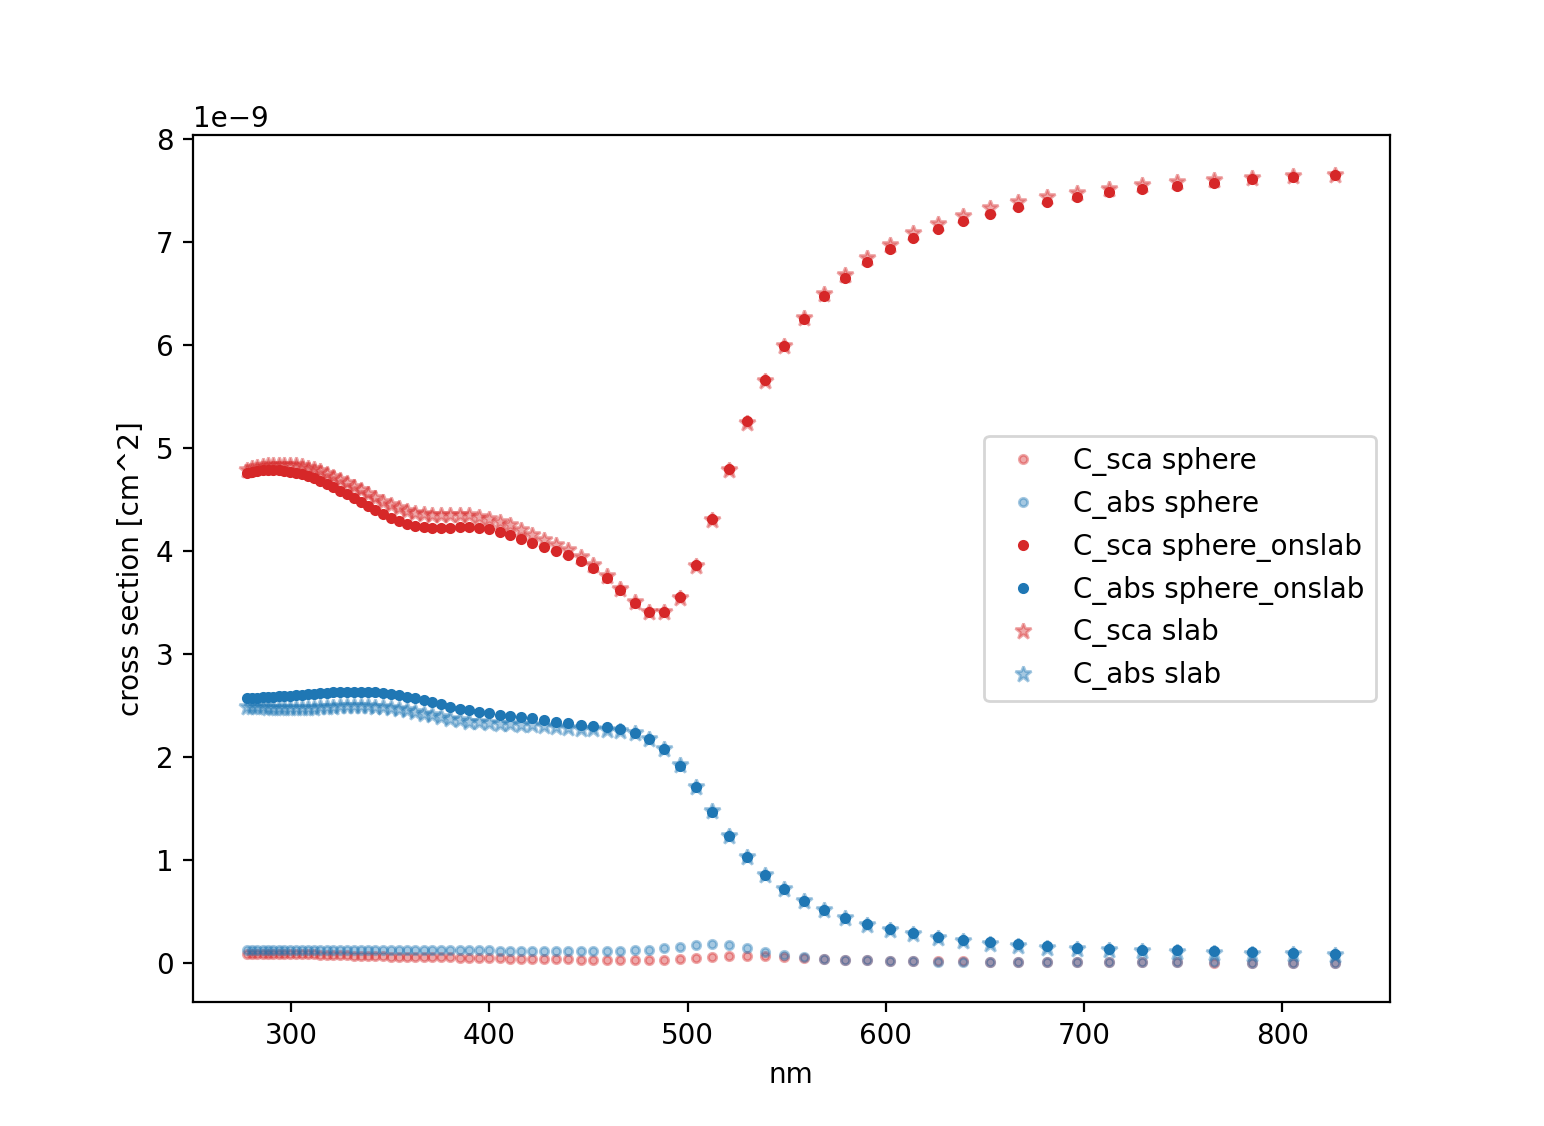 1e−9
8
7
6
5
4
3
2
1
0
cross section [cm^2]
300 400 500 600 700 800
nm
C_sca sphere
C_abs sphere
C_sca sphere_onslab
C_abs sphere_onslab
C_sca slab
C_abs slab